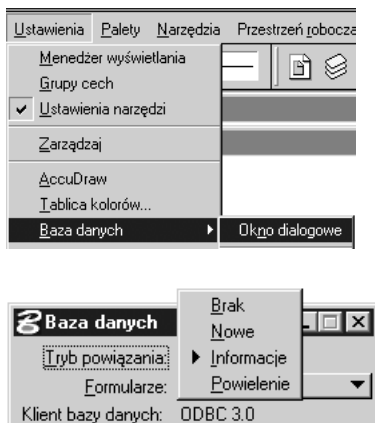 Ustawienia Palety Narzędzia Przestrzeń robocza
Menedżer wyświetlania
Grupy cech
Ustawienia narzędzi
Zarządzaj
AccuDraw
Tablica kolorów...
Baza danych Okno dialogowe
Baza danych
Brak
Nowe
Tryb powiązania: Informacje
Formularze: Powielenie
Klient bazy danych: ODBC 3.0